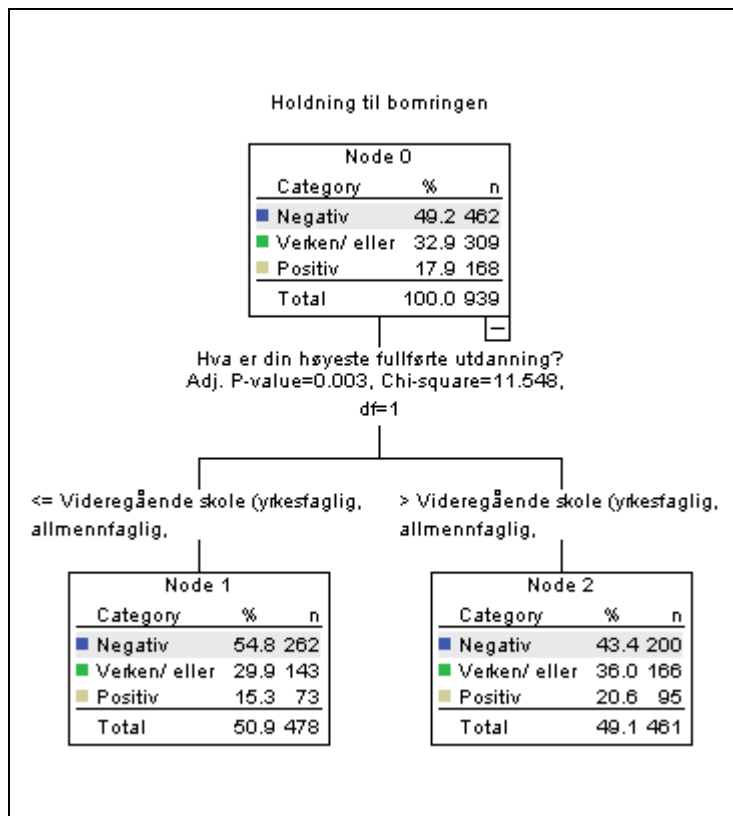 Holdning til bomringen
Node 0
Category % n
Negativ 49.2 462
Verken/ eller 32.9 309
Positiv 17.9 168
Total 100.0 939
Hva er din høyeste fullførte utdanning?
Adj. P-value=0.003, Chi-square=11.548,
df=1
<= Videregående skole (yrkesfaglig,
allmennfaglig,
> Videregående skole (yrkesfaglig,
allmennfaglig,
Node 1
Category % n
Negativ 54.8 262
Verken/ eller 29.9 143
Positiv 15.3 73
Total 50.9 478
Node 2
Category % n
Negativ 43.4 200
Verken/ eller 36.0 166
Positiv 20.6 95
Total 49.1 461